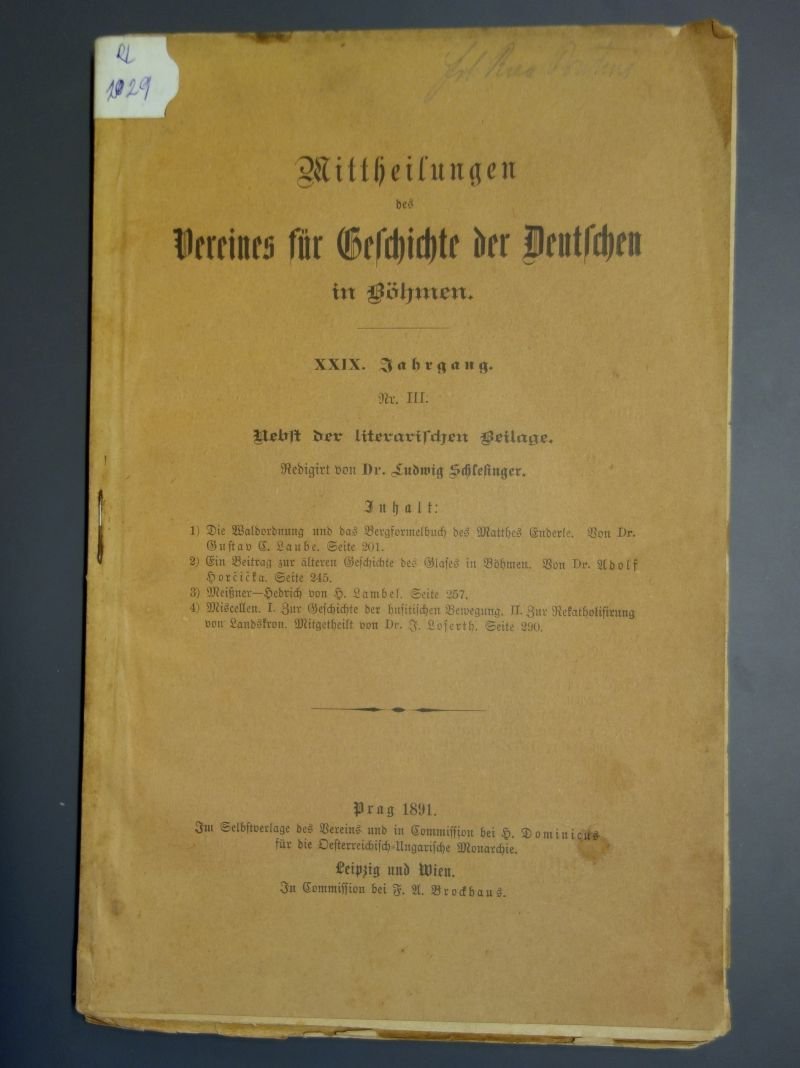 Mittheilungen
des
Vereines für Geschichte der Deutschen
in Böhmen.
XXIX. Jahrgang.
Nr. III.
Nebst der literarischen Beilage.
Redigirt von Dr. Ludwig Schlesinger.
Inhalt:
1) Die Waldordnung und das Bergformelbuch des Matthes Enderle. Von Dr.
Gustav C. Laube. Seite 201.
2) Ein Beitrag zur älteren Geschichte des Glases in Böhmen. Von Dr. Adolf
Horčička. Seite 245.
3) Meißner—Hedrich von H. Lambel. Seite 257.
4) Miscellen. I. Zur Geschichte der husitischen Bewegung. II. Zur Rekatholisirung
von Landskron. Mitgetheilt von Dr. J. Loserth. Seite 290.
Prag 1891.
Im Selbstverlage des Vereins und in Commission bei H. Dominicus
für die Oesterreichisch-Ungarische Monarchie.
Leipzig und Wien.
In Commission bei F. A. Brockhaus.